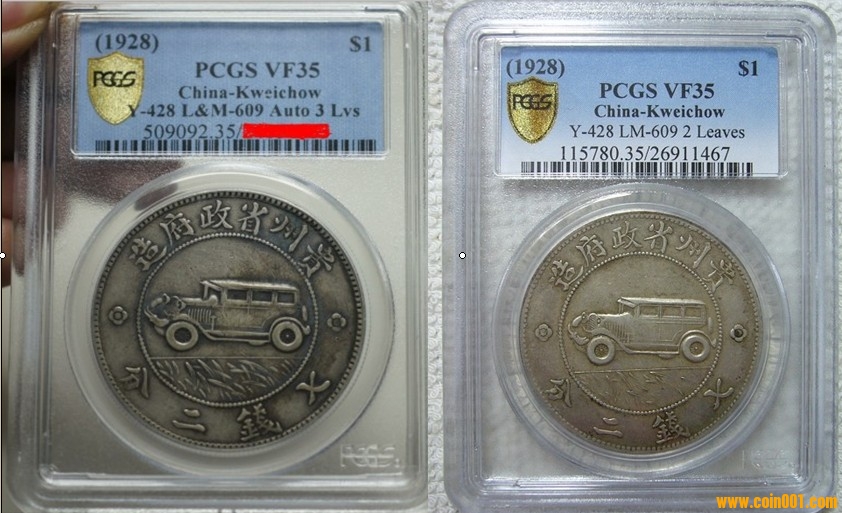 (1928) $1
PCGS
PCGS VF35
China-Kweichow
Y-428 L&M-609 Auto 3 Lvs
509092.35/
貴州省政府造
七錢二分
PCGS
(1928) $1
PCGS
PCGS VF35
China-Kweichow
Y-428 LM-609 2 Leaves
115780.35/26911467
貴州省政府造
七錢二分
PCGS
www.coin001.com